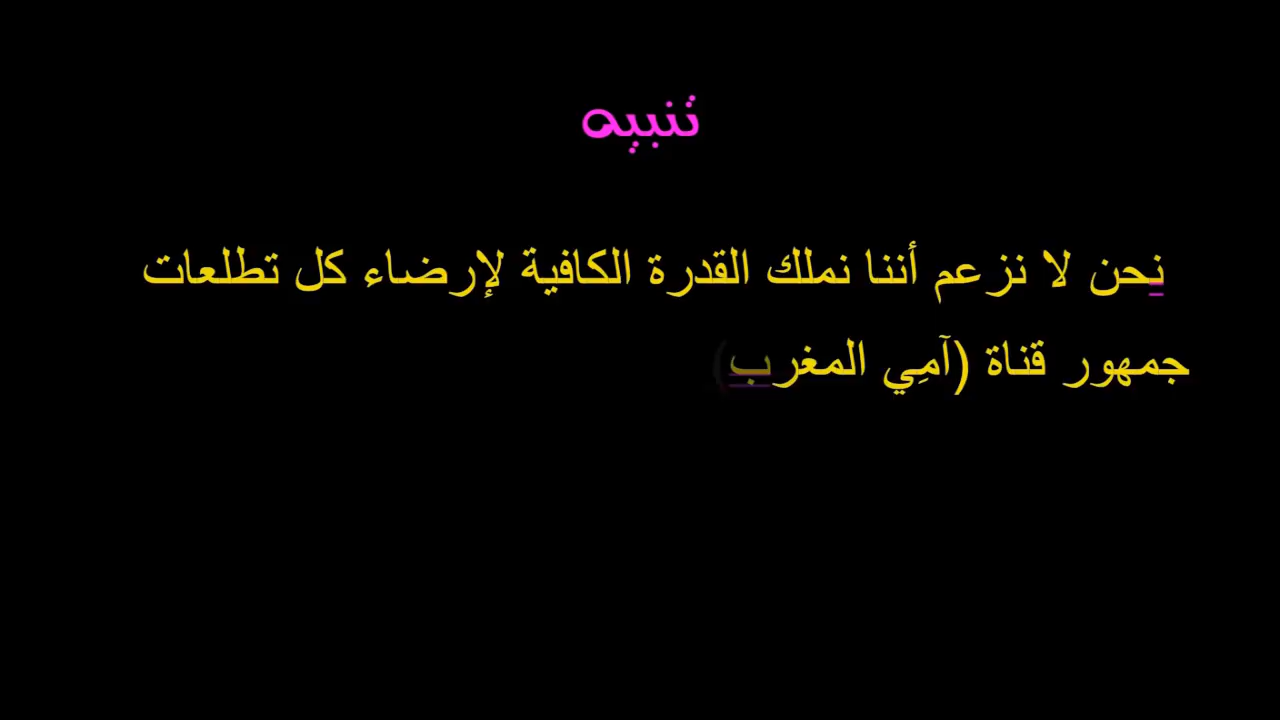 تنبيه
نحن لا نزعم أننا نملك القدرة الكافية لإرضاء كل تطلعات
جمهور قناة (آمِي المغرب)